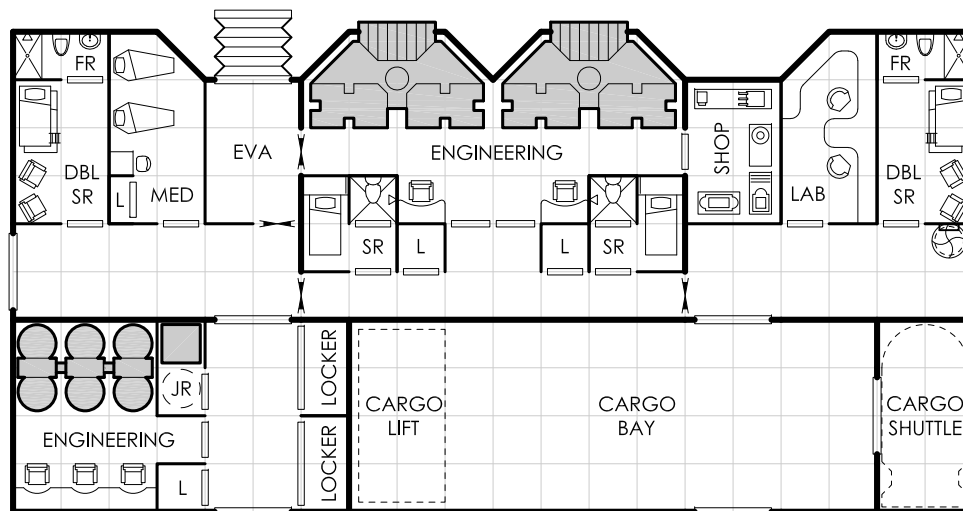 FR
FR
EVA
ENGINEERING
SHOP
DBL
SR
L
MED
LAB
DBL
SR
SR
L
L
SR
LOCKER
JR
CARGO
LIFT
CARGO
BAY
CARGO
SHUTTLE
ENGINEERING
LOCKER
L